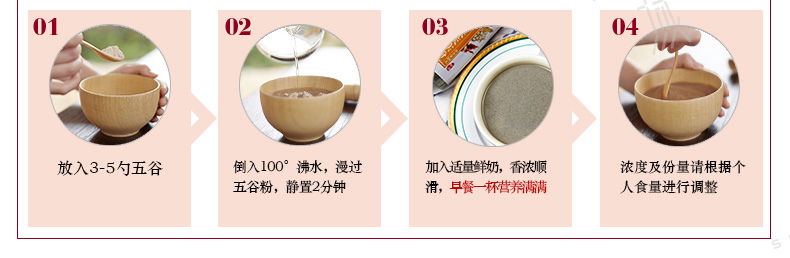 01
放入3-5勺五谷
02
倒入100°沸水，漫过
五谷粉，静置2分钟
03
加入适量鲜奶，香浓顺
滑，早餐一杯营养满满
04
浓度及份量请根据个
人食量进行调整